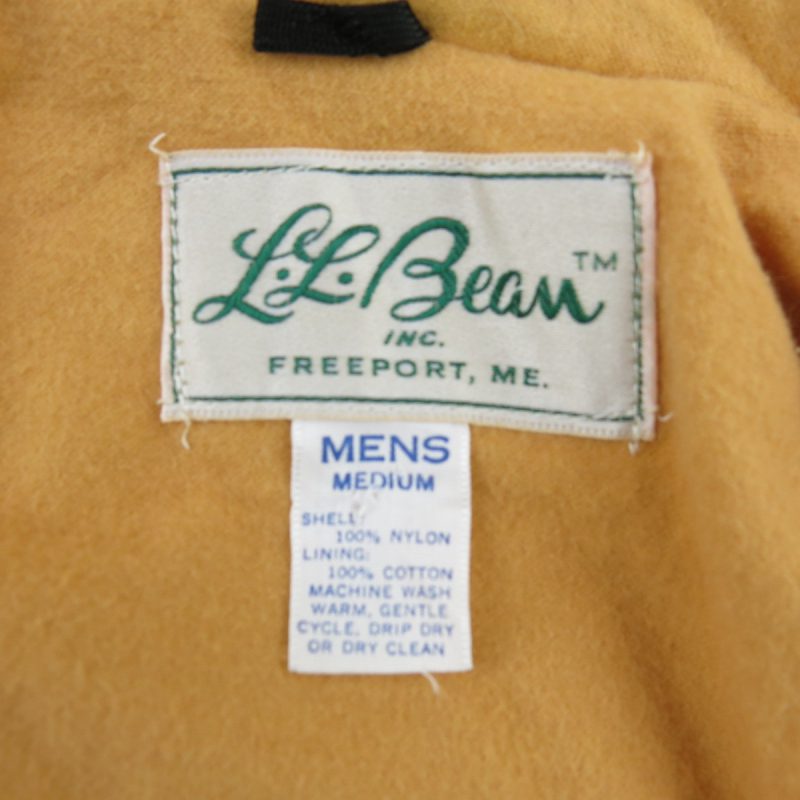 L.L.Bean™
INC.
FREEPORT, ME.
MENS
MEDIUM
SHELL:
100% NYLON
LINING:
100% COTTON
MACHINE WASH
WARM, GENTLE
CYCLE, DRIP DRY
OR DRY CLEAN